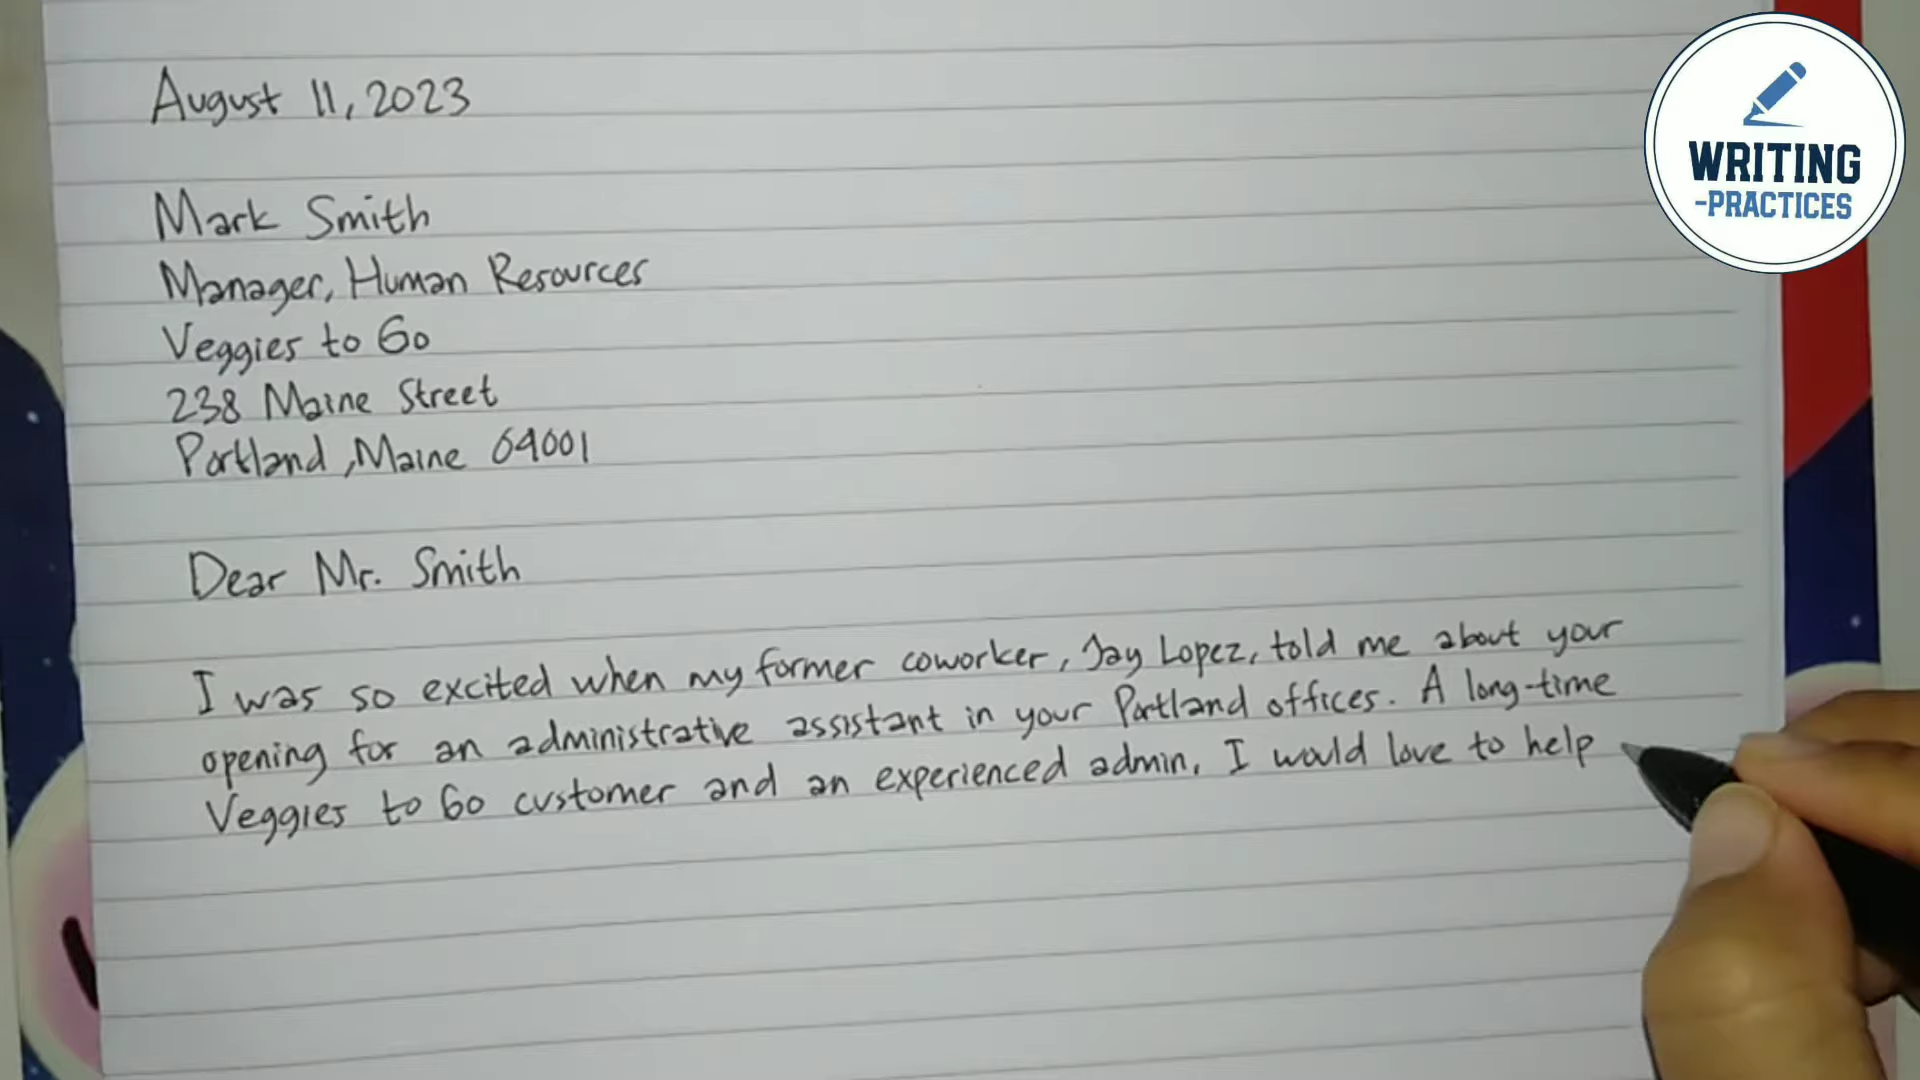 August 11, 2023
WRITING
-PRACTICES
Mark Smith
Manager, Human Resources
Veggies to Go
238 Maine Street
Portland, Maine 04001
Dear Mr. Smith
I was so excited when my former coworker, Jay Lopez, told me about your
opening for an administrative assistant in your Portland offices. A long-time
Veggies to Go customer and an experienced admin, I would love to help